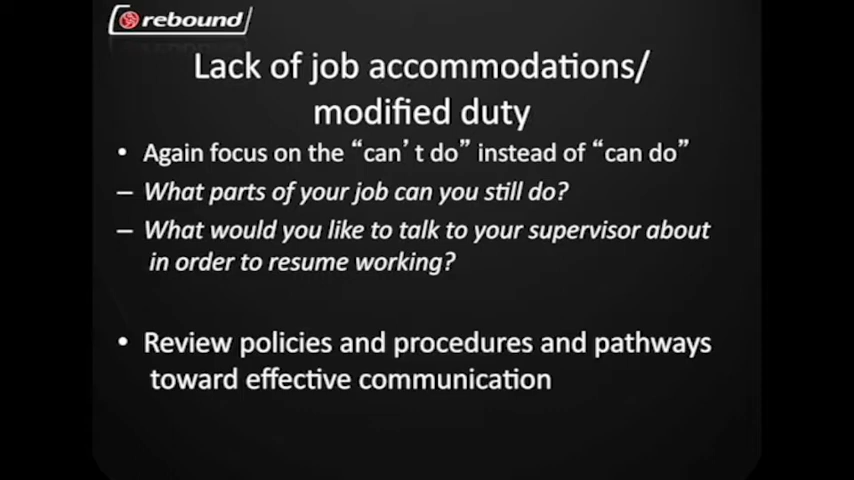 rebound
Lack of job accommodations/
modified duty
• Again focus on the “can’t do” instead of “can do”
– What parts of your job can you still do?
– What would you like to talk to your supervisor about
in order to resume working?
• Review policies and procedures and pathways
toward effective communication